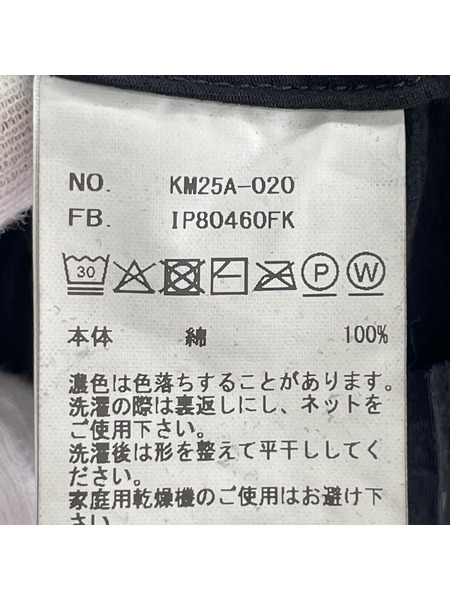 NO. KM25A-020
FB. IP80460FK
30 P W
本体 綿 100%
濃色は色落ちすることがあります。
洗濯の際は裏返しにし、ネットを
ご使用下さい。
洗濯後は形を整えて平干ししてく
ださい。
家庭用乾燥機のご使用はお避け下
さい